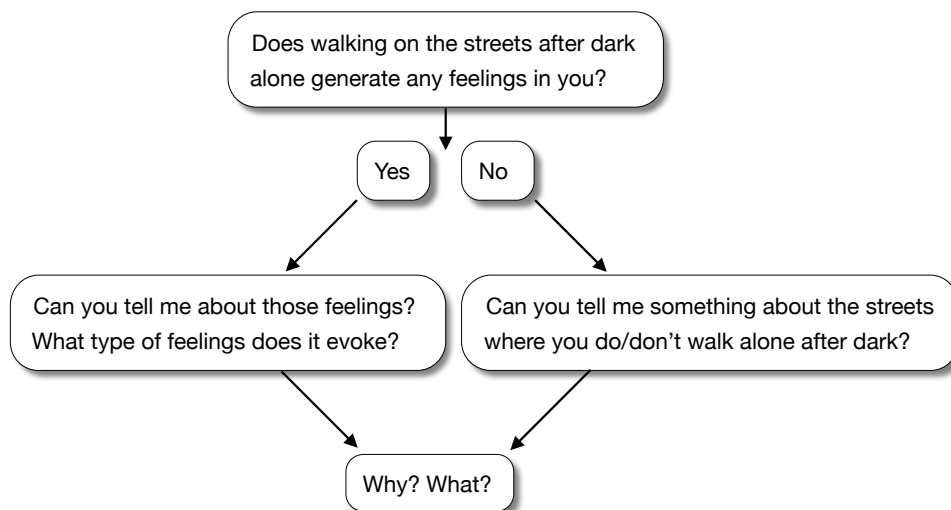 Does walking on the streets after dark
alone generate any feelings in you?
Yes
No
Can you tell me about those feelings?
What type of feelings does it evoke?
Can you tell me something about the streets
where you do/don’t walk alone after dark?
Why? What?